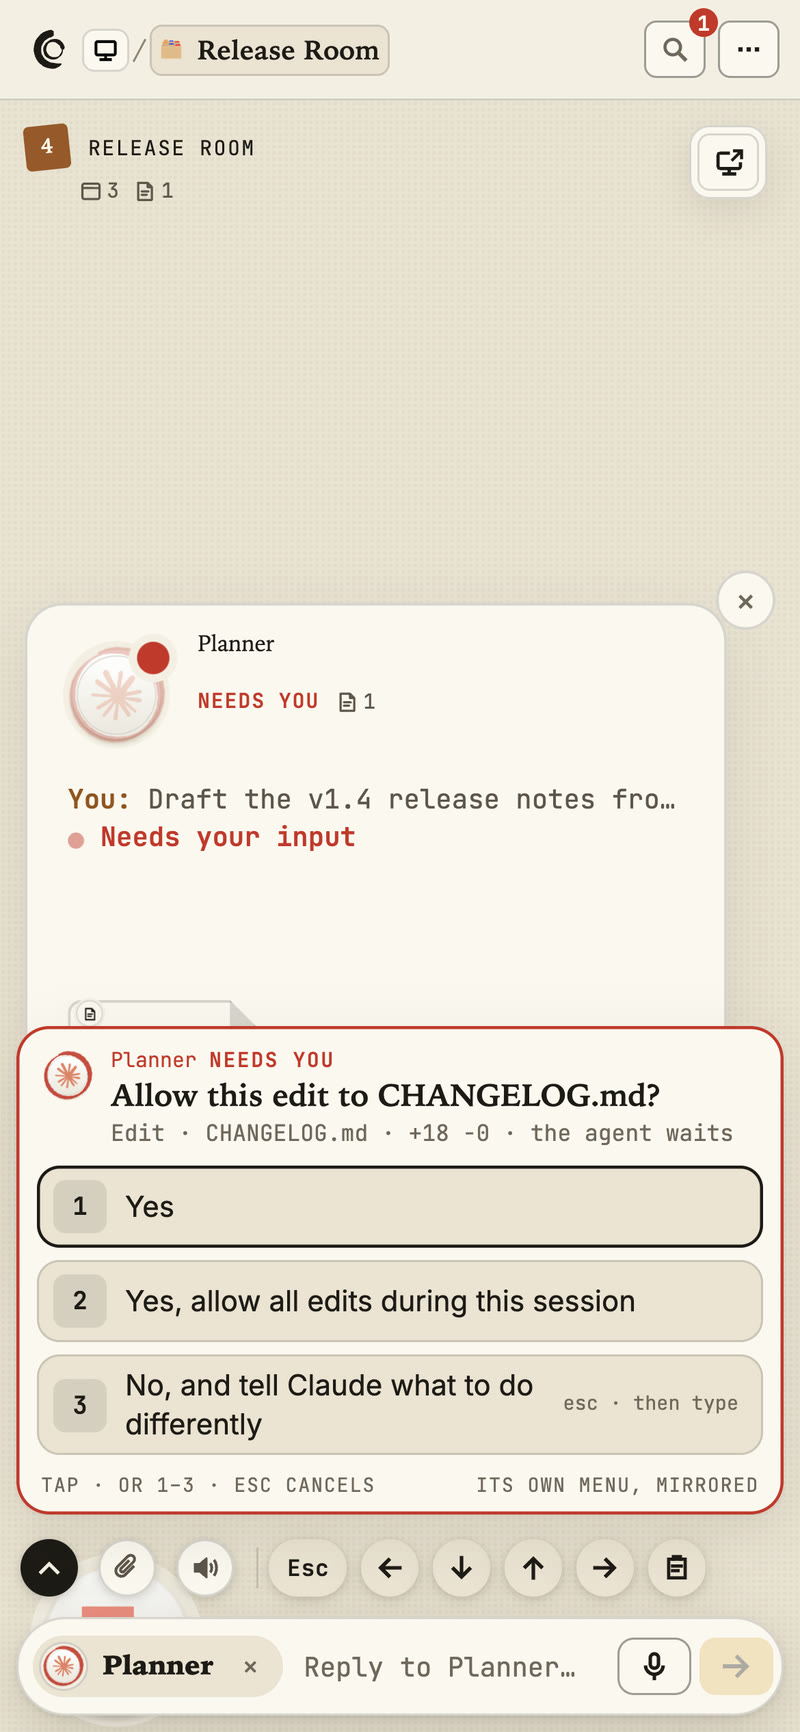 / Release Room
1
4
RELEASE ROOM
3 1
Planner
NEEDS YOU 1
You: Draft the v1.4 release notes fro…
Needs your input
Planner NEEDS YOU
Allow this edit to CHANGELOG.md?
Edit · CHANGELOG.md · +18 -0 · the agent waits
1 Yes
2 Yes, allow all edits during this session
3 No, and tell Claude what to do
differently
esc · then type
TAP · OR 1–3 · ESC CANCELS ITS OWN MENU, MIRRORED
Esc
Planner × Reply to Planner…